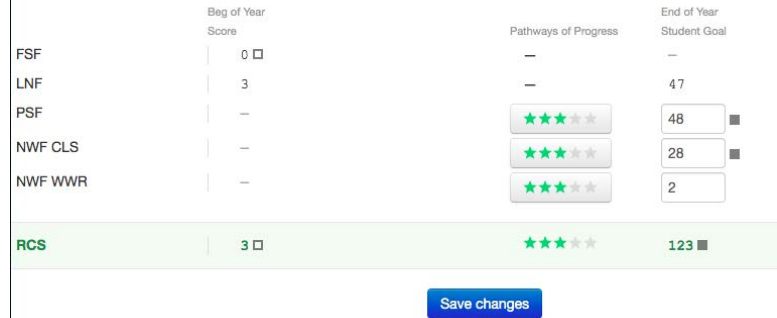 Beg of Year End of Year
Score Pathways of Progress Student Goal
FSF 0 – –
LNF 3 – 47
PSF – 48
NWF CLS – 28
NWF WWR – 2
RCS 3 123
Save changes